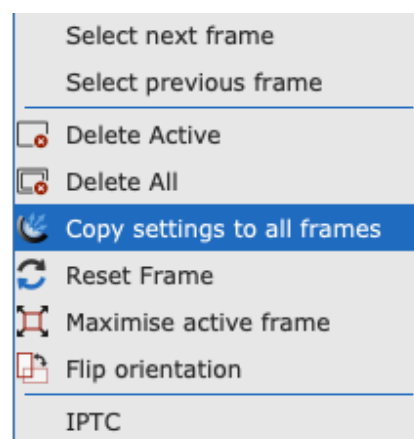 Select next frame
Select previous frame
Delete Active
Delete All
Copy settings to all frames
Reset Frame
Maximise active frame
Flip orientation
IPTC